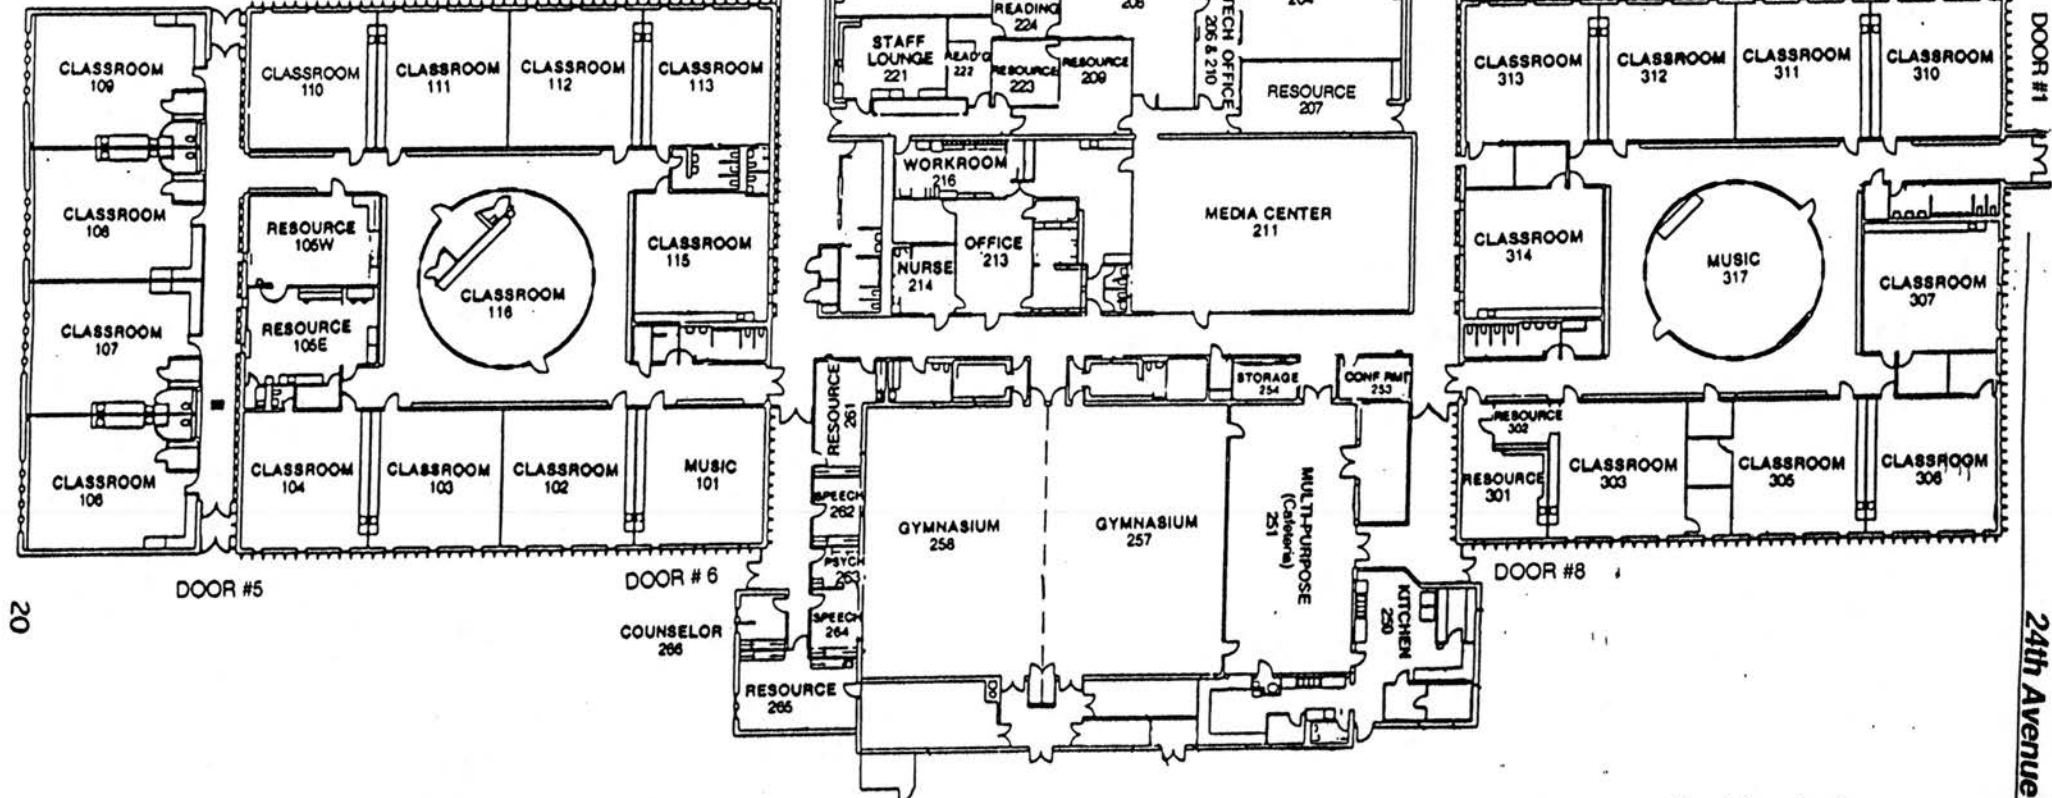 CLASSROOM
109
CLASSROOM
110
CLASSROOM
111
CLASSROOM
112
CLASSROOM
113
STAFF
LOUNGE
221
READING
224
READ'G
222
RESOURCE
223
RESOURCE
209
TECH OFFICE
206 & 210
204
RESOURCE
207
CLASSROOM
313
CLASSROOM
312
CLASSROOM
311
CLASSROOM
310
DOOR #1
CLASSROOM
108
RESOURCE
105W
CLASSROOM
116
CLASSROOM
115
WORKROOM
216
NURSE
214
OFFICE
213
MEDIA CENTER
211
CLASSROOM
314
MUSIC
317
CLASSROOM
307
CLASSROOM
107
RESOURCE
105E
RESOURCE
261
STORAGE
254
CONF RM
253
CLASSROOM
106
CLASSROOM
104
CLASSROOM
103
CLASSROOM
102
MUSIC
101
SPEECH
262
PSYCH
263
SPEECH
264
GYMNASIUM
258
GYMNASIUM
257
MULTI-PURPOSE
(Cafeteria)
251
RESOURCE
302
RESOURCE
301
CLASSROOM
303
CLASSROOM
305
CLASSROOM
306
DOOR #5
DOOR # 6
DOOR #8
COUNSELOR
266
RESOURCE
265
KITCHEN
250
20
24th Avenue